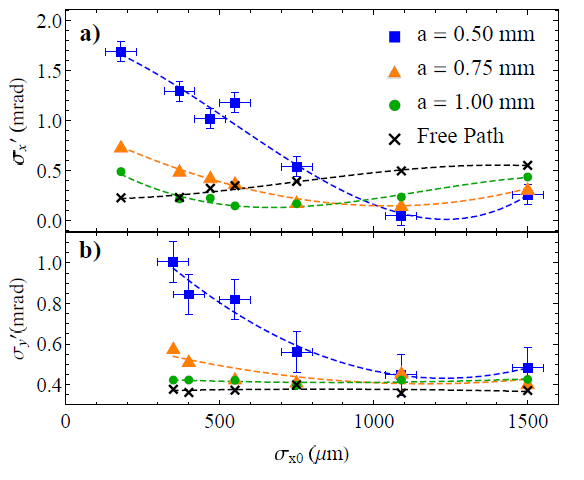 a)
a = 0.50 mm
a = 0.75 mm
a = 1.00 mm
Free Path
2.0
1.5
1.0
0.5
0.0
σx′ (mrad)
b)
1.0
0.8
0.6
0.4
σy′(mrad)
0 500 1000 1500
σx0 (μm)